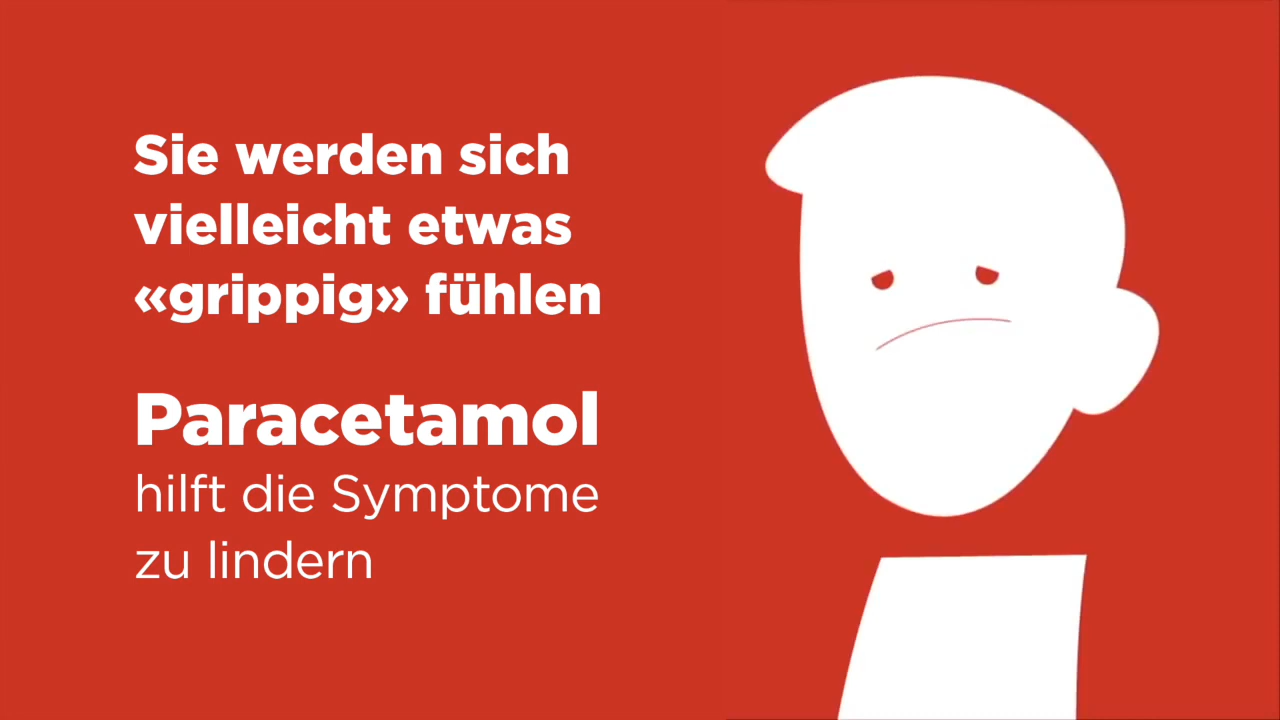 Sie werden sich
vielleicht etwas
«grippig» fühlen
Paracetamol
hilft die Symptome
zu lindern